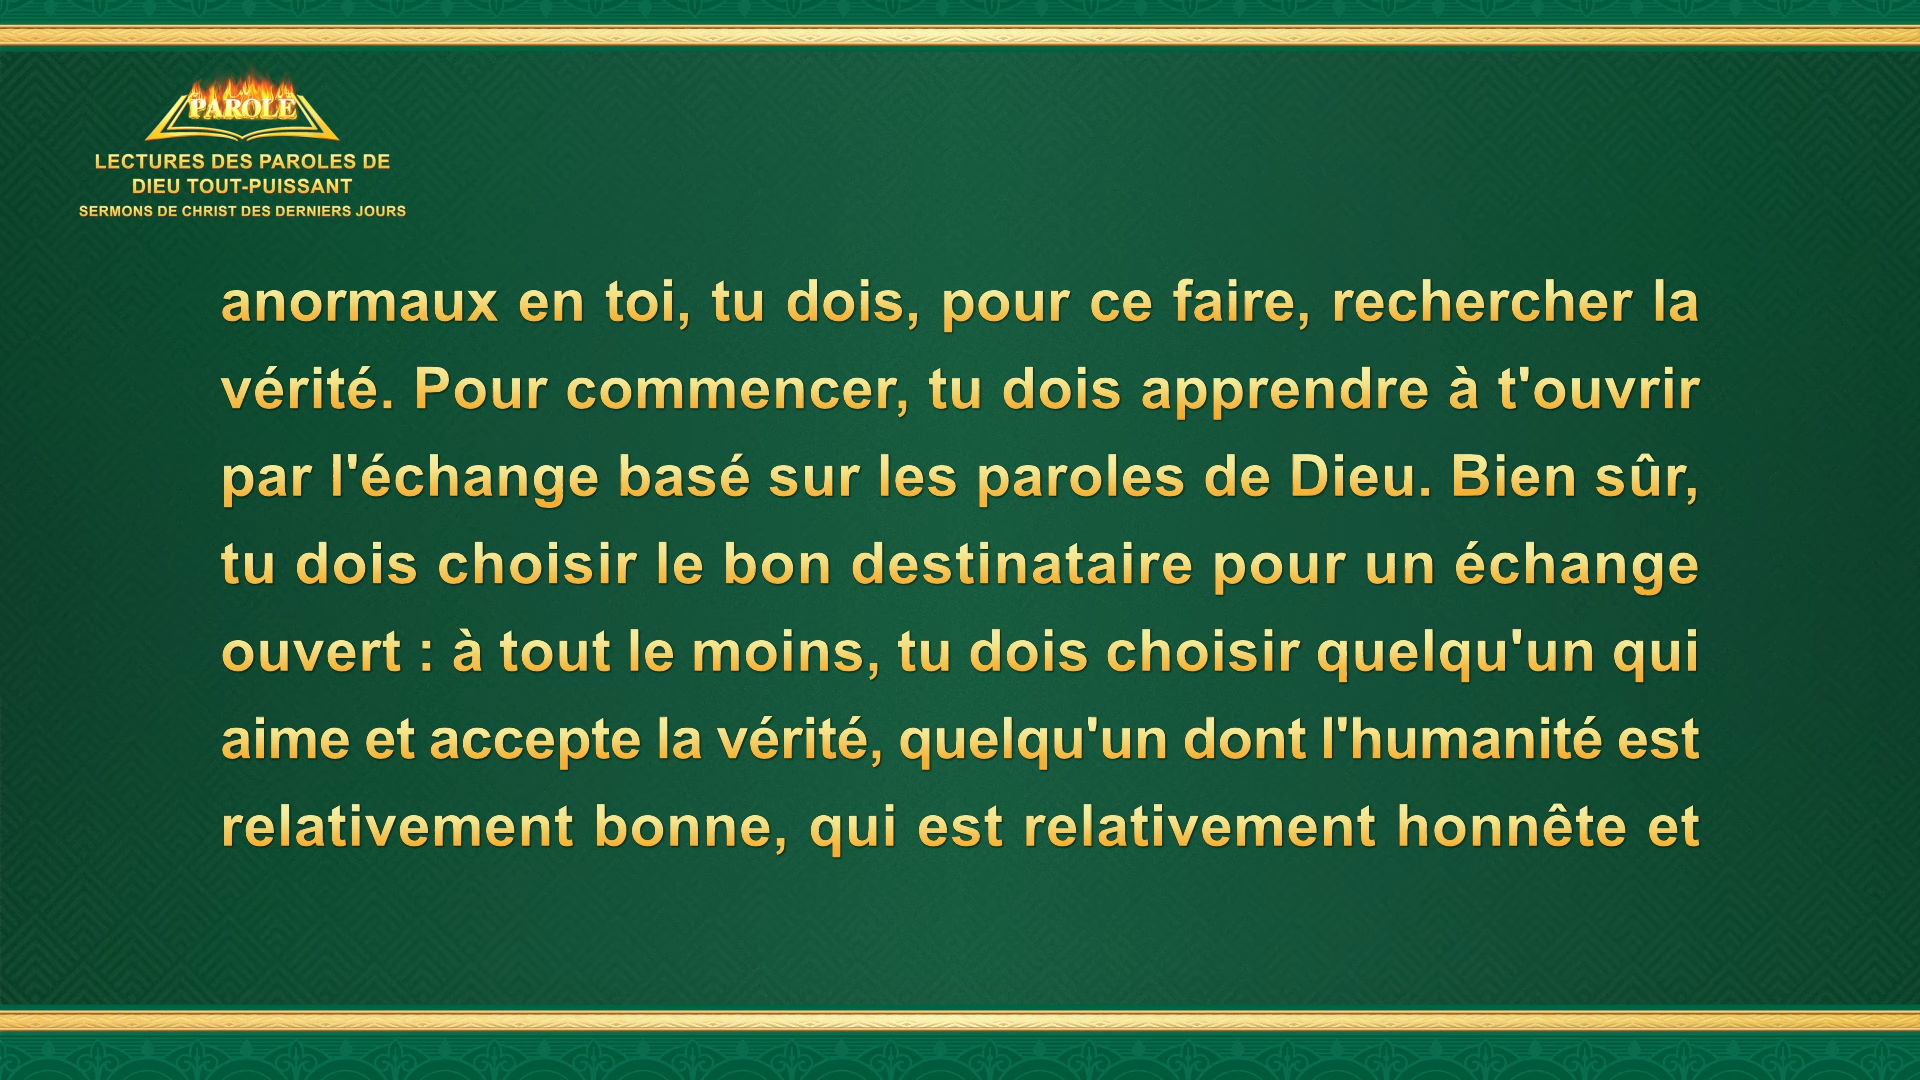 PAROLE
LECTURES DES PAROLES DE
DIEU TOUT-PUISSANT
SERMONS DE CHRIST DES DERNIERS JOURS
anormaux en toi, tu dois, pour ce faire, rechercher la
vérité. Pour commencer, tu dois apprendre à t'ouvrir
par l'échange basé sur les paroles de Dieu. Bien sûr,
tu dois choisir le bon destinataire pour un échange
ouvert : à tout le moins, tu dois choisir quelqu'un qui
aime et accepte la vérité, quelqu'un dont l'humanité est
relativement bonne, qui est relativement honnête et